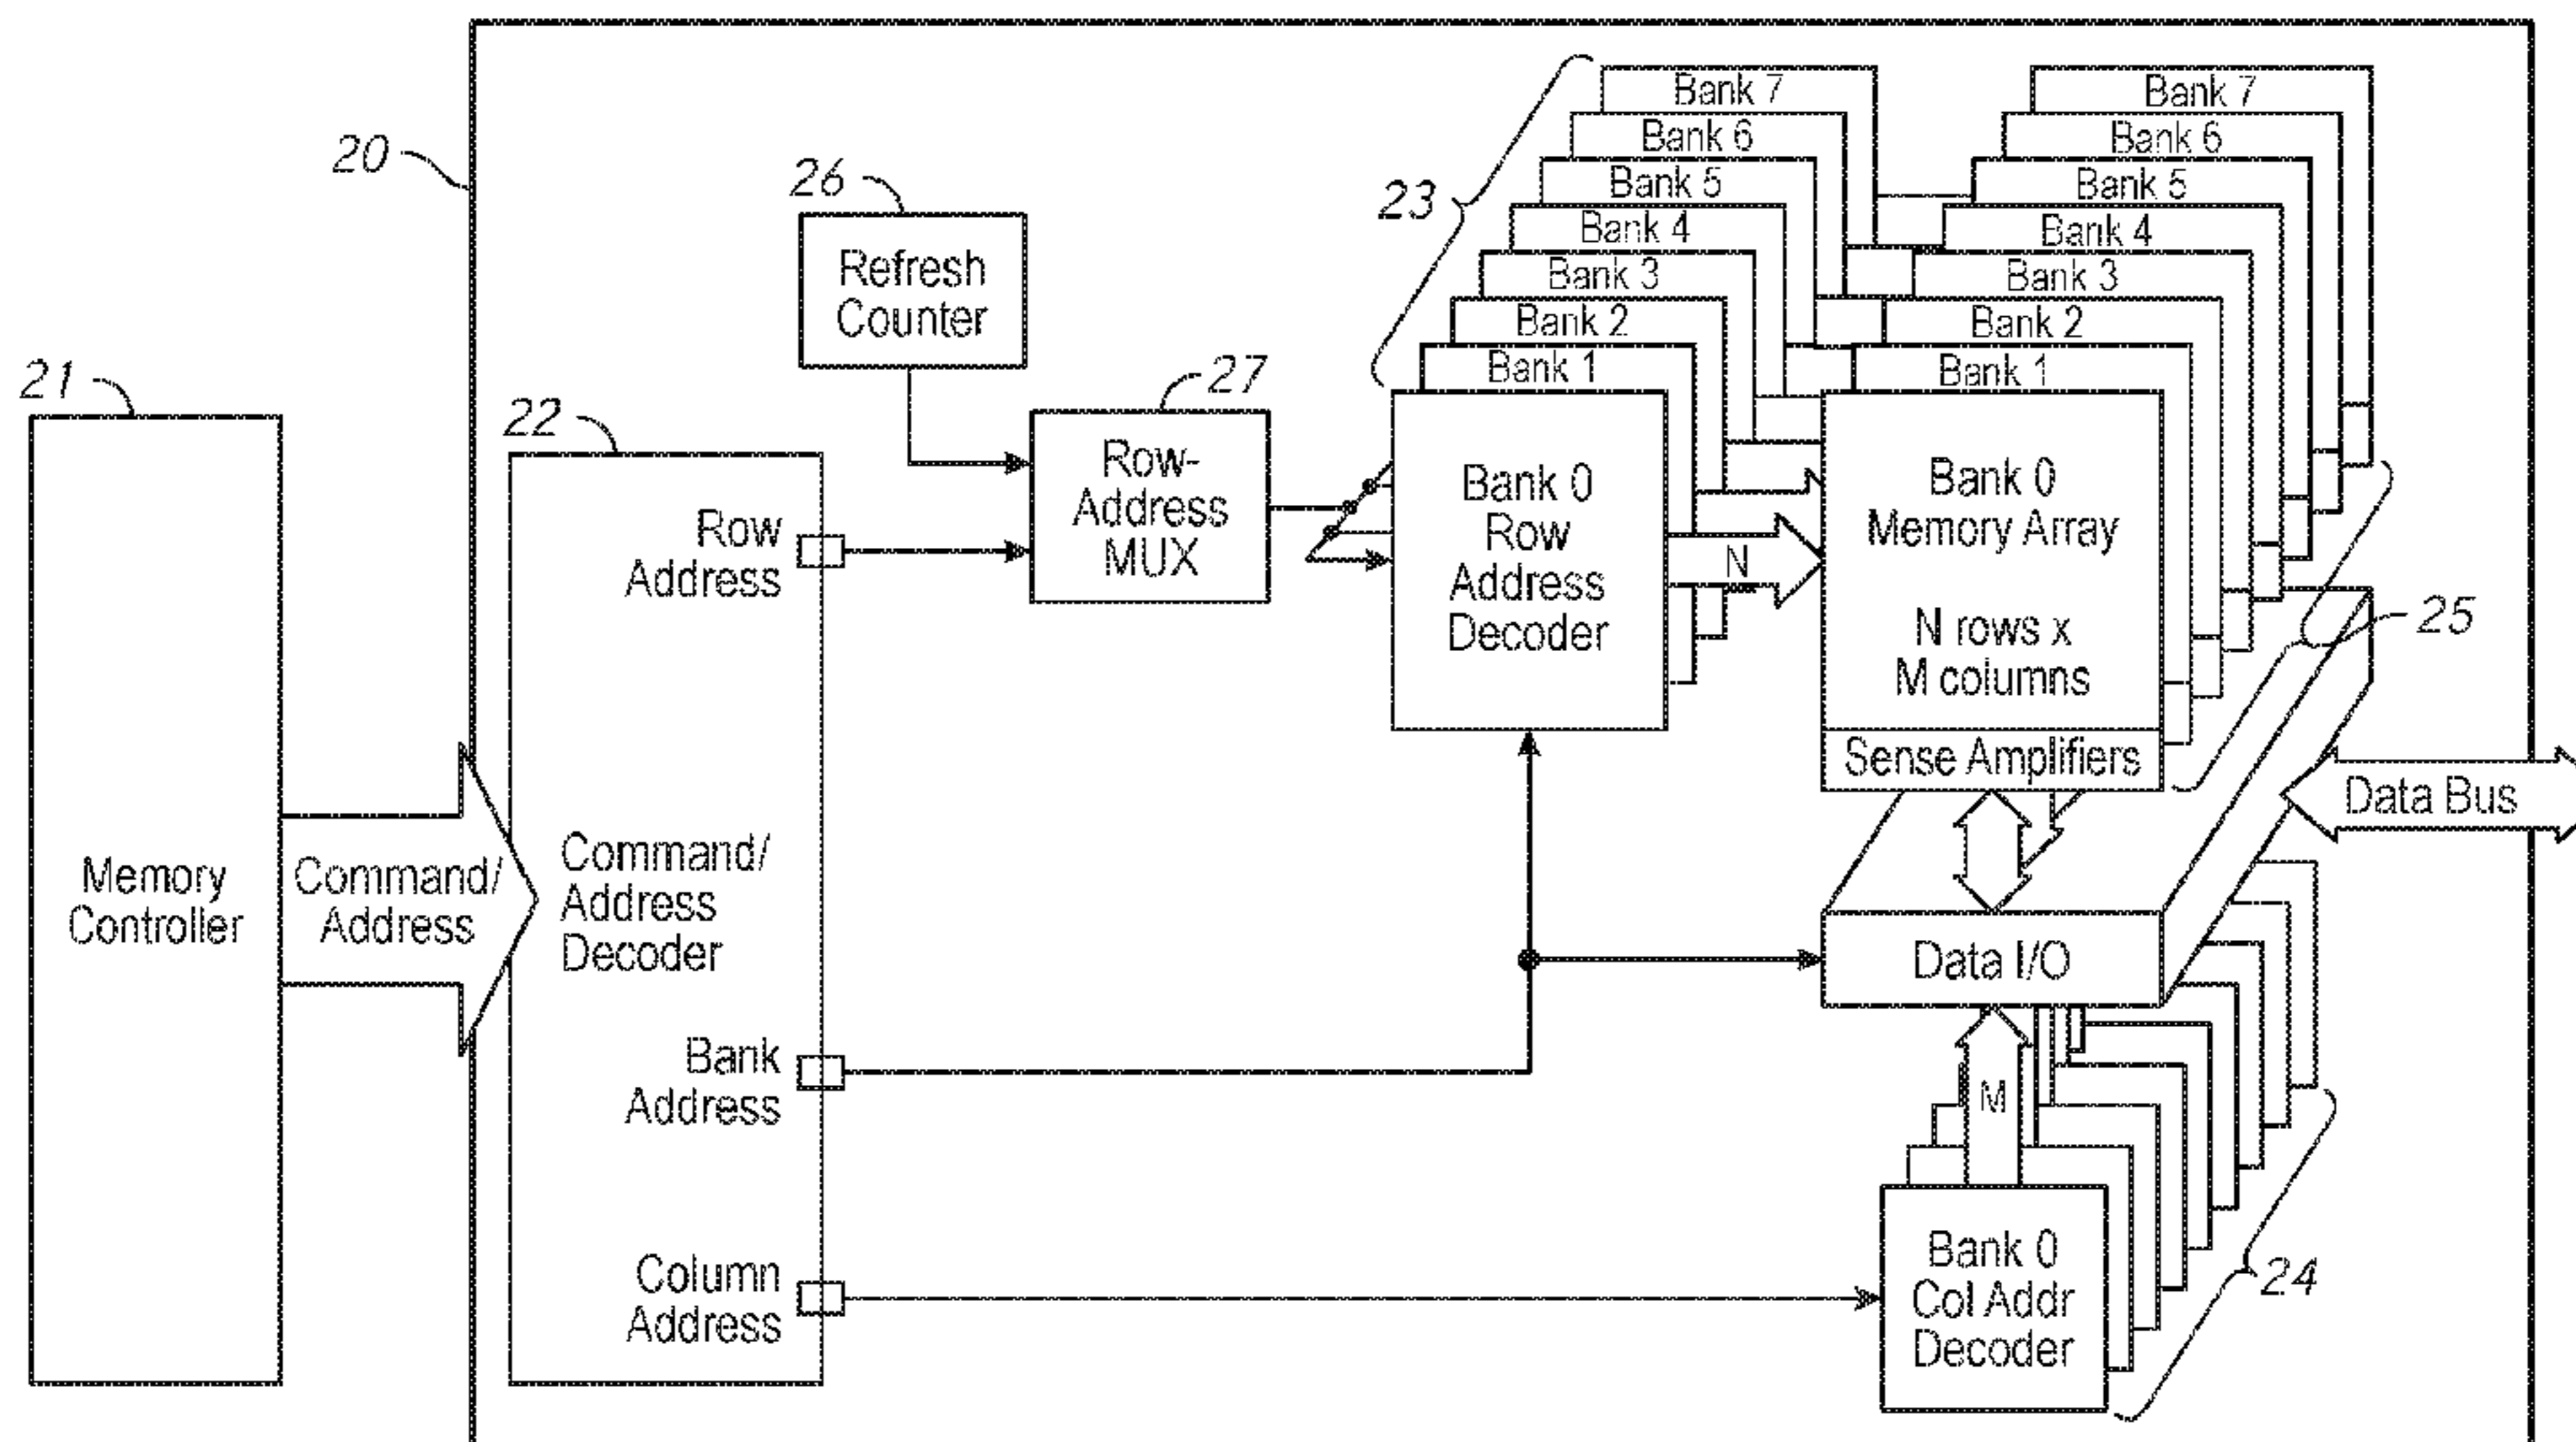 20
21
22
23
24
25
26
27
Memory
Controller
Command/
Address
Command/
Address
Decoder
Row
Address
Bank
Address
Column
Address
Refresh
Counter
Row-
Address
MUX
Bank 7
Bank 6
Bank 5
Bank 4
Bank 3
Bank 2
Bank 1
Bank 0
Row
Address
Decoder
N
Bank 7
Bank 6
Bank 5
Bank 4
Bank 3
Bank 2
Bank 1
Bank 0
Memory Array
N rows x
M columns
Sense Amplifiers
Data Bus
Data I/O
M
Bank 0
Col Addr
Decoder